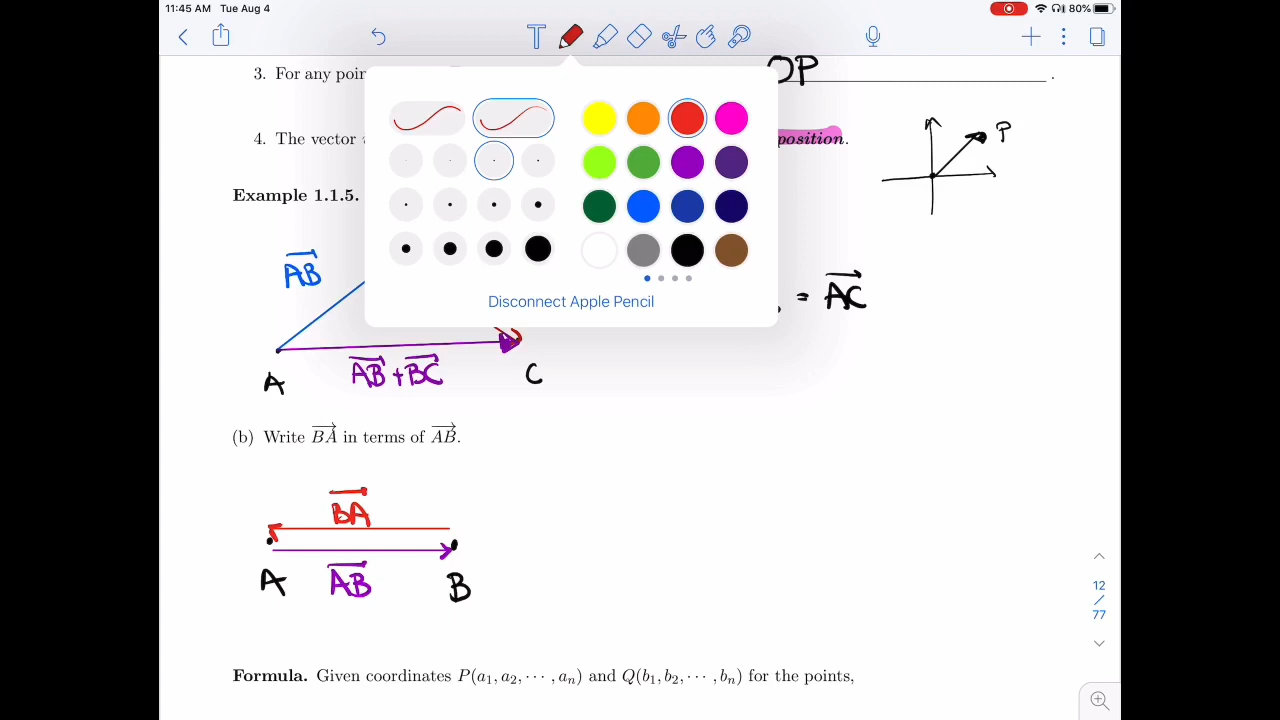 11:45 AM Tue Aug 4 80%
T
3. For any poin OP .
4. The vector position.
P
Example 1.1.5.
AB
= AC
Disconnect Apple Pencil
A AB + BC C
(b) Write BA in terms of AB.
BA
A AB B
12
/
77
Formula. Given coordinates P(a₁, a₂, ⋯ , aₙ) and Q(b₁, b₂, ⋯ , bₙ) for the points,